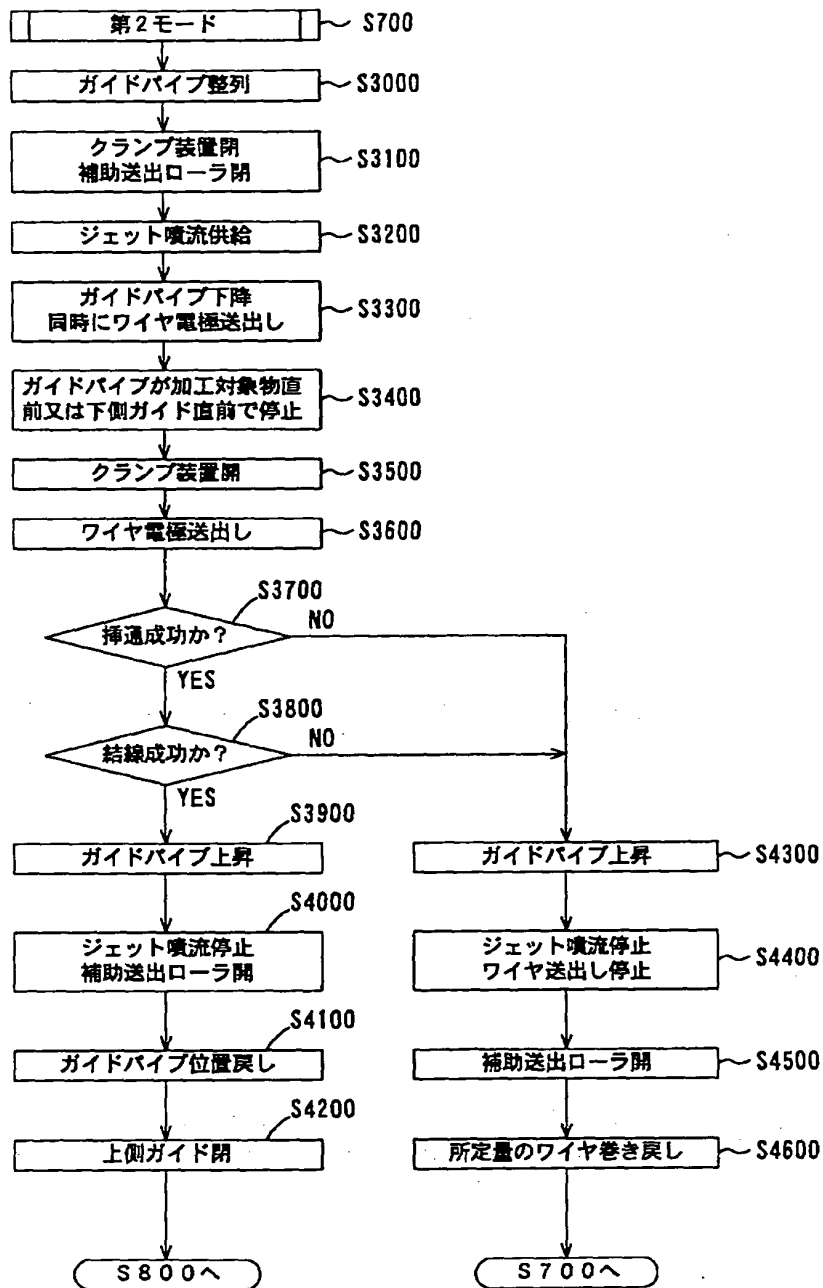 第2モード
S700
ガイドパイプ整列
S3000
クランプ装置閉
補助送出ローラ閉
S3100
ジェット噴流供給
S3200
ガイドパイプ下降
同時にワイヤ電極送出し
S3300
ガイドパイプが加工対象物直
前又は下側ガイド直前で停止
S3400
クランプ装置開
S3500
ワイヤ電極送出し
S3600
S3700
挿通成功か?
NO
YES
S3800
結線成功か?
NO
YES
S3900
ガイドパイプ上昇
S4000
ジェット噴流停止
補助送出ローラ開
S4100
ガイドパイプ位置戻し
S4200
上側ガイド閉
S800へ
ガイドパイプ上昇
S4300
ジェット噴流停止
ワイヤ送出し停止
S4400
補助送出ローラ開
S4500
所定量のワイヤ巻き戻し
S4600
S700へ